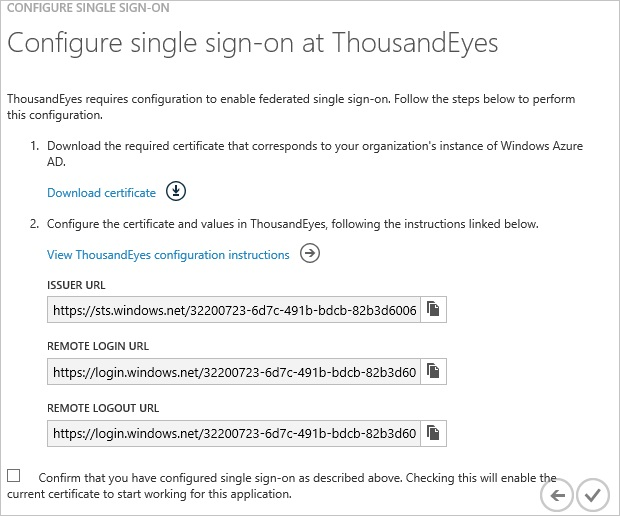 CONFIGURE SINGLE SIGN-ON
Configure single sign-on at ThousandEyes
ThousandEyes requires configuration to enable federated single sign-on. Follow the steps below to perform
this configuration.
1. Download the required certificate that corresponds to your organization's instance of Windows Azure
AD.
Download certificate
2. Configure the certificate and values in ThousandEyes, following the instructions linked below.
View ThousandEyes configuration instructions
ISSUER URL
https://sts.windows.net/32200723-6d7c-491b-bdcb-82b3d6006
REMOTE LOGIN URL
https://login.windows.net/32200723-6d7c-491b-bdcb-82b3d60
REMOTE LOGOUT URL
https://login.windows.net/32200723-6d7c-491b-bdcb-82b3d60
Confirm that you have configured single sign-on as described above. Checking this will enable the
current certificate to start working for this application.